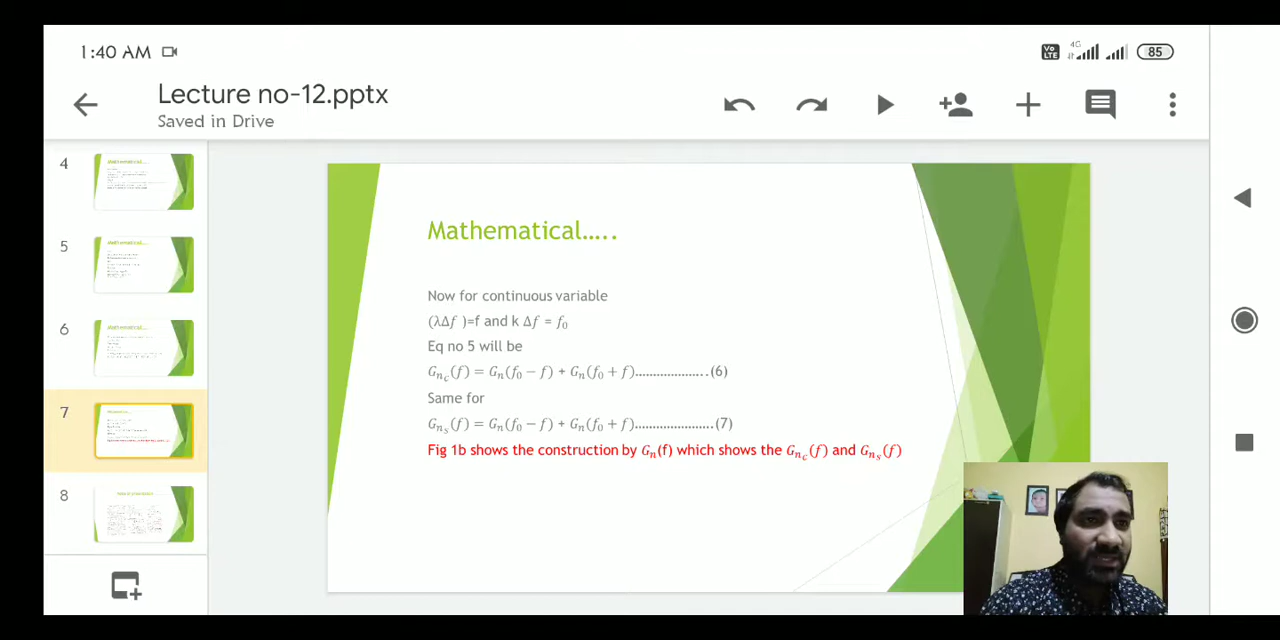 1:40 AM
Vo LTE 4G 85
Lecture no-12.pptx
Saved in Drive
4
5
6
7
8
Mathematical…..
Now for continuous variable
(λΔf )=f and k Δf = f₀
Eq no 5 will be
G_{n_c}(f) = G_n(f₀ − f) + G_n(f₀ + f)………………..(6)
Same for
G_{n_s}(f) = G_n(f₀ − f) + G_n(f₀ + f)…………………..(7)
Fig 1b shows the construction by G_n(f) which shows the G_{n_c}(f) and G_{n_s}(f)